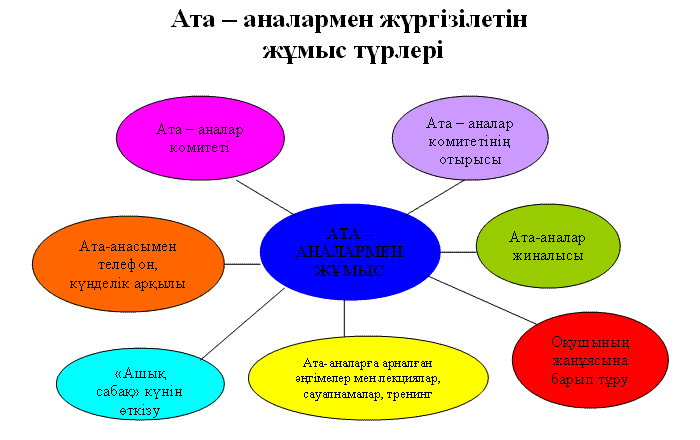 Ата – аналармен жүргізілетін
жұмыс түрлері
Ата – аналар
комитеті
Ата – аналар
комитетінің
отырысы
АТА –
АНАЛАРМЕН
ЖҰМЫС
Ата-анасымен
телефон,
күнделік арқылы
Ата-аналар
жиналысы
«Ашық
сабақ» күнін
өткізу
Ата-аналарға арналған
әңгімелер мен лекциялар,
сауалнамалар, тренинг
Оқушының
жанұясына
барып тұру